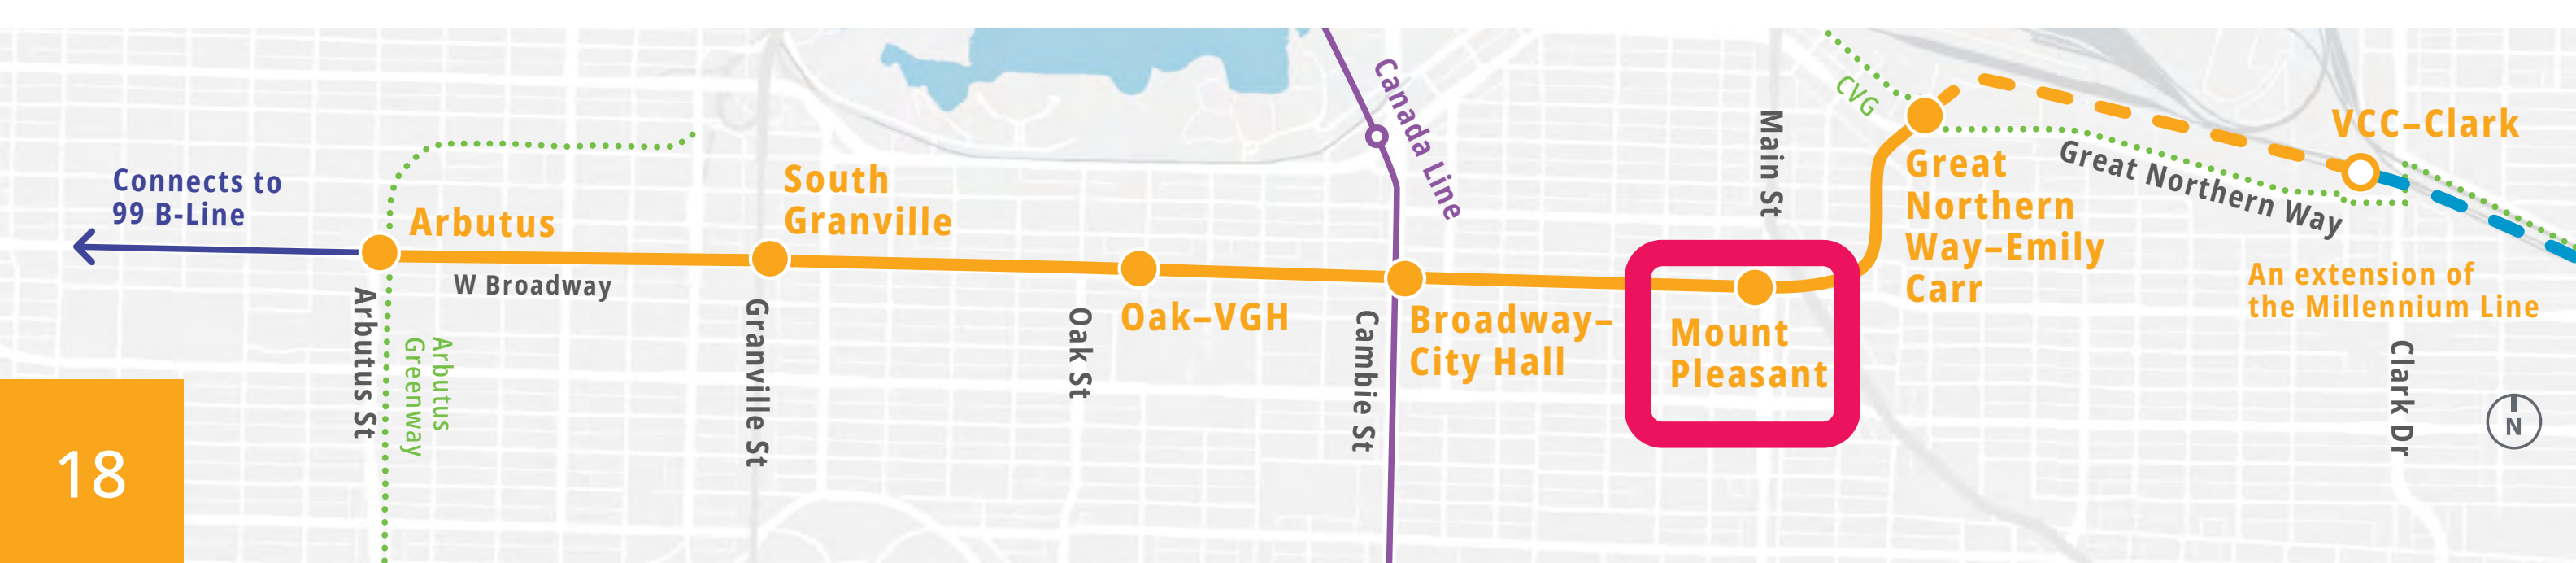 Connects to
99 B-Line
Arbutus
W Broadway
Arbutus St
Arbutus
Greenway
South
Granville
Granville St
Oak St
Oak–VGH
Canada Line
Cambie St
Broadway–
City Hall
Main St
Mount
Pleasant
CVG
Great
Northern
Way–Emily
Carr
Great Northern Way
VCC–Clark
An extension of
the Millennium Line
Clark Dr
N
18